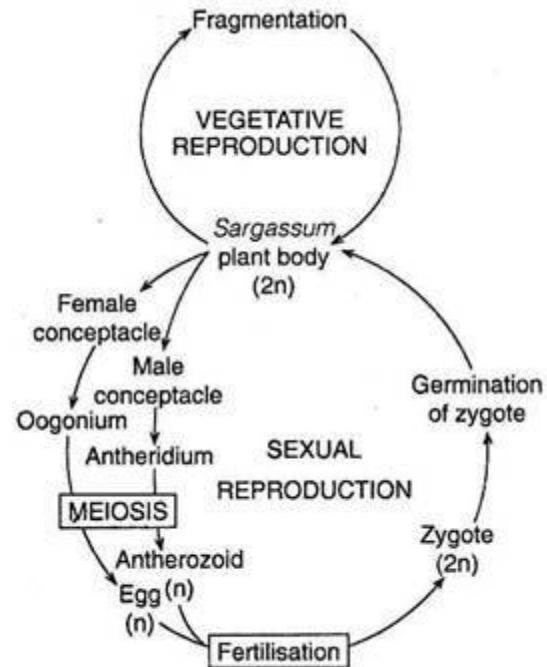 Fragmentation
VEGETATIVE
REPRODUCTION
Sargassum
plant body
(2n)
Female
conceptacle
Male
conceptacle
Oogonium
Antheridium
MEIOSIS
Antherozoid
(n)
Egg
(n)
Fertilisation
SEXUAL
REPRODUCTION
Zygote
(2n)
Germination
of zygote